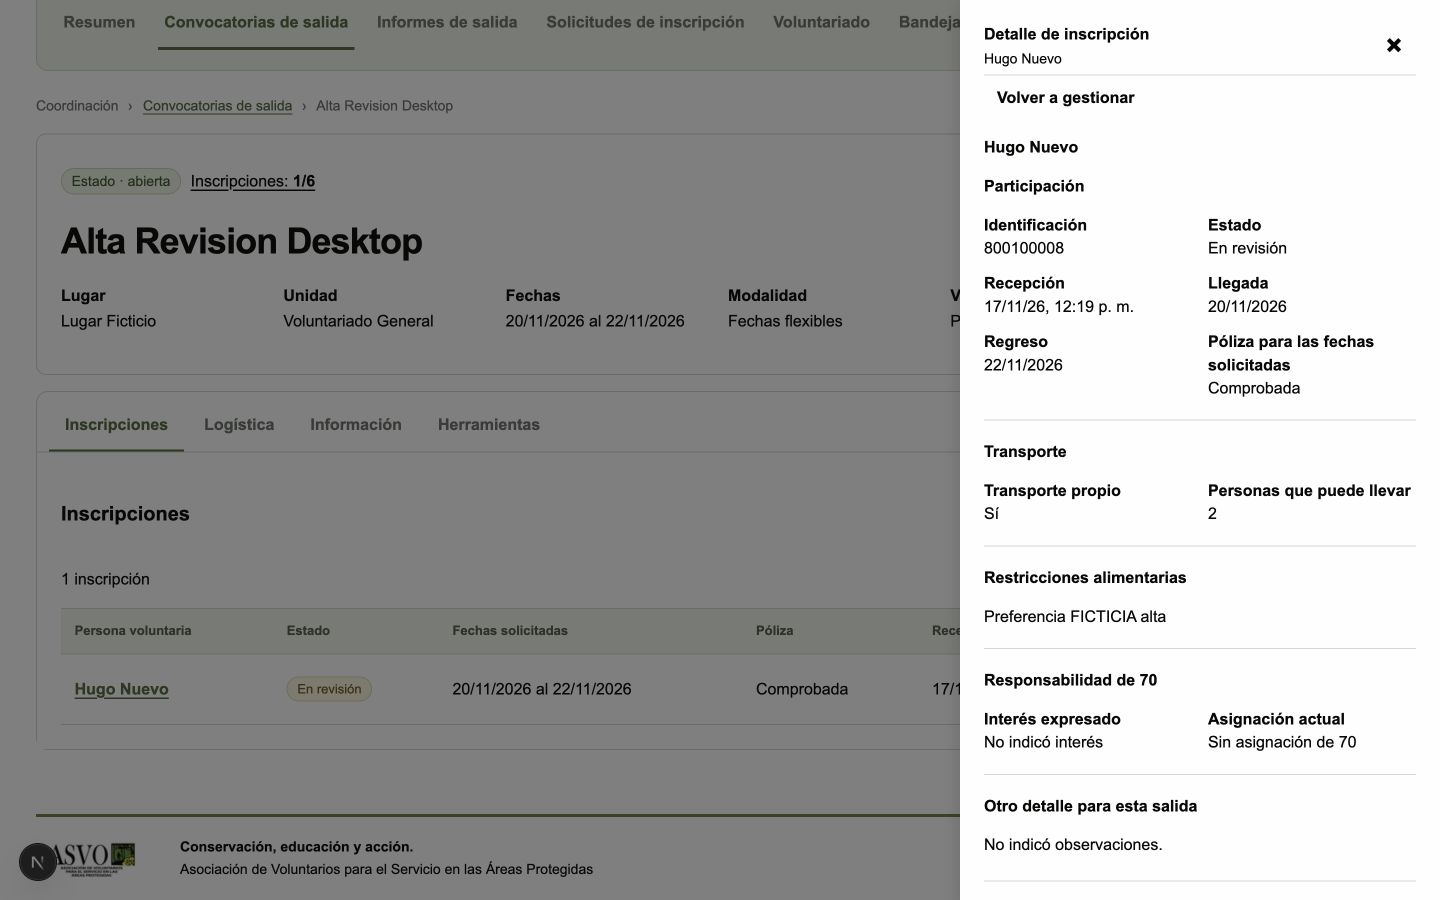 Resumen
Convocatorias de salida
Informes de salida
Solicitudes de inscripción
Voluntariado
Bandeja
Coordinación › Convocatorias de salida › Alta Revision Desktop
Estado · abierta
Inscripciones: 1/6
Alta Revision Desktop
Lugar
Lugar Ficticio
Unidad
Voluntariado General
Fechas
20/11/2026 al 22/11/2026
Modalidad
Fechas flexibles
Inscripciones
Logística
Información
Herramientas
Inscripciones
1 inscripción
Persona voluntaria
Estado
Fechas solicitadas
Póliza
Hugo Nuevo
En revisión
20/11/2026 al 22/11/2026
Comprobada
ASVO
Conservación, educación y acción.
Asociación de Voluntarios para el Servicio en las Áreas Protegidas
N
Detalle de inscripción
Hugo Nuevo
Volver a gestionar
Hugo Nuevo
Participación
Identificación
800100008
Estado
En revisión
Recepción
17/11/26, 12:19 p. m.
Llegada
20/11/2026
Regreso
22/11/2026
Póliza para las fechas
solicitadas
Comprobada
Transporte
Transporte propio
Sí
Personas que puede llevar
2
Restricciones alimentarias
Preferencia FICTICIA alta
Responsabilidad de 70
Interés expresado
No indicó interés
Asignación actual
Sin asignación de 70
Otro detalle para esta salida
No indicó observaciones.